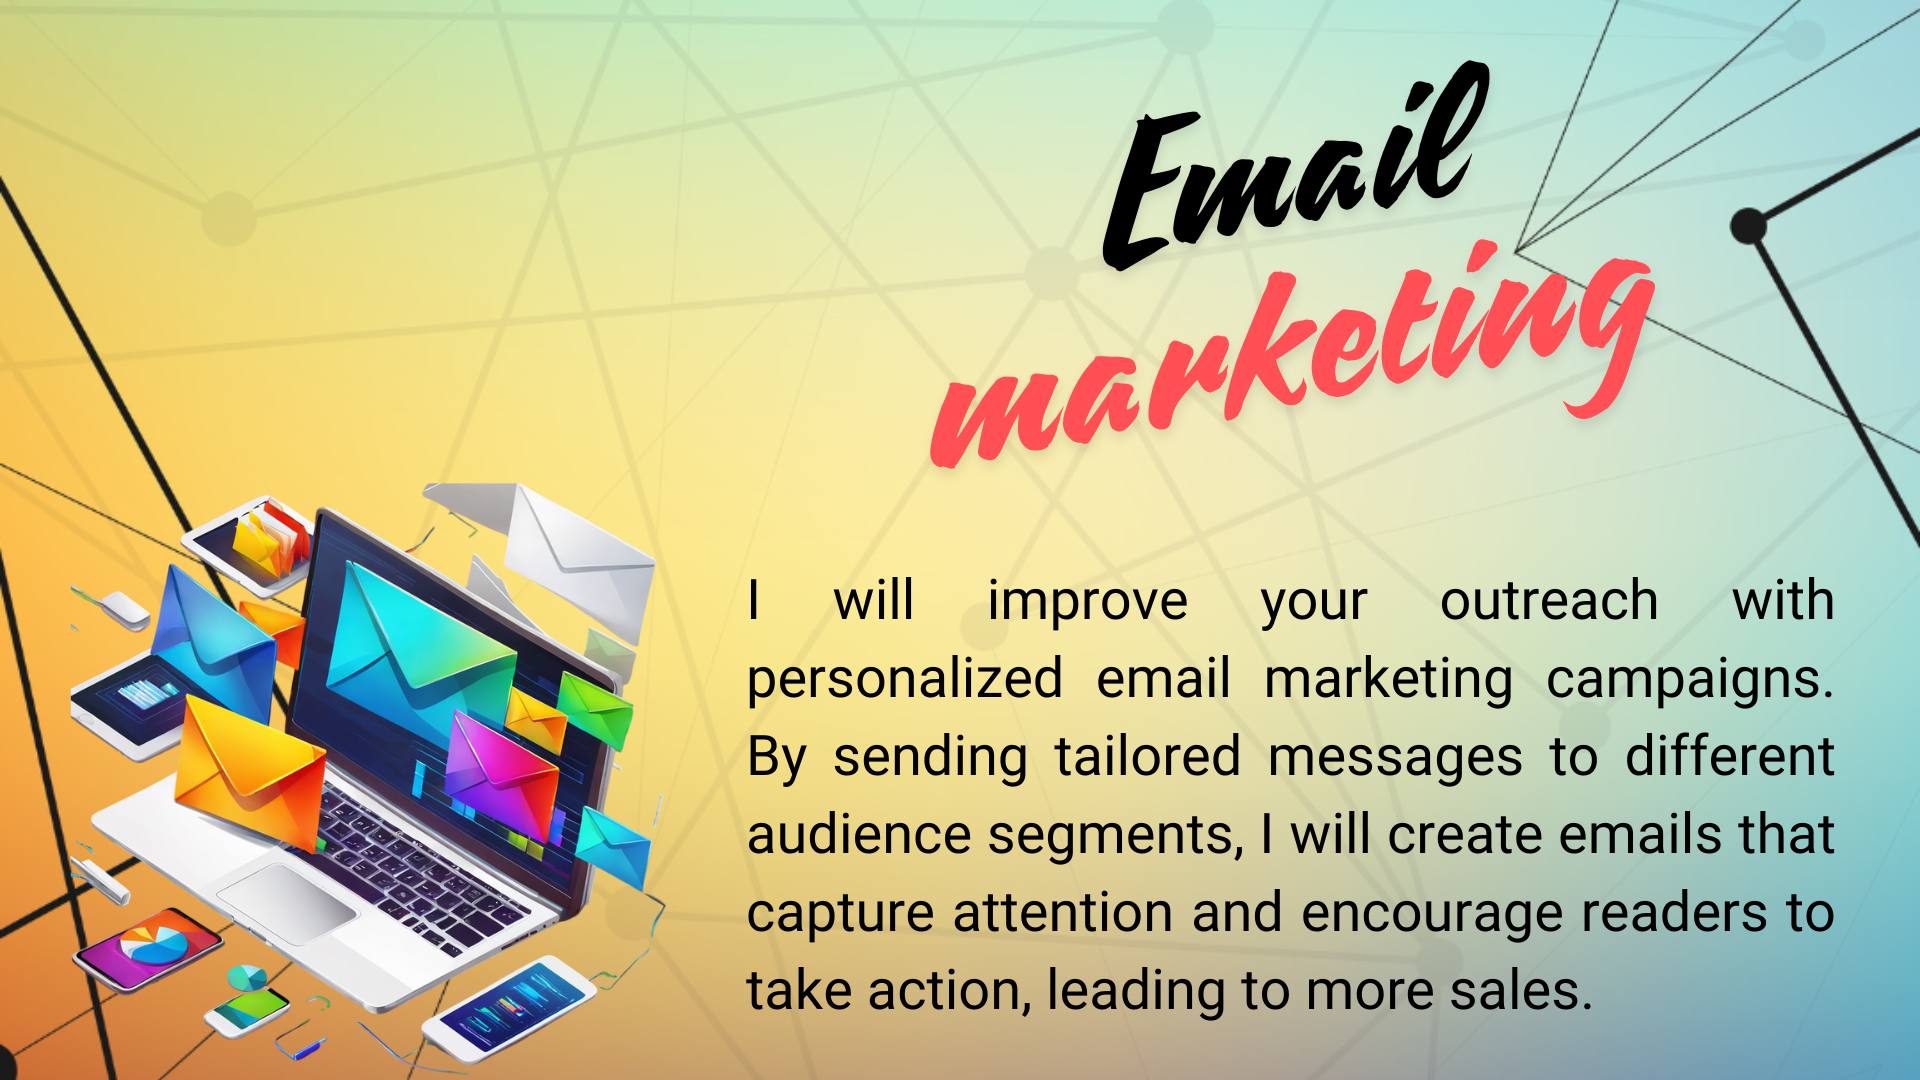 Email
marketing
I will improve your outreach with
personalized email marketing campaigns.
By sending tailored messages to different
audience segments, I will create emails that
capture attention and encourage readers to
take action, leading to more sales.